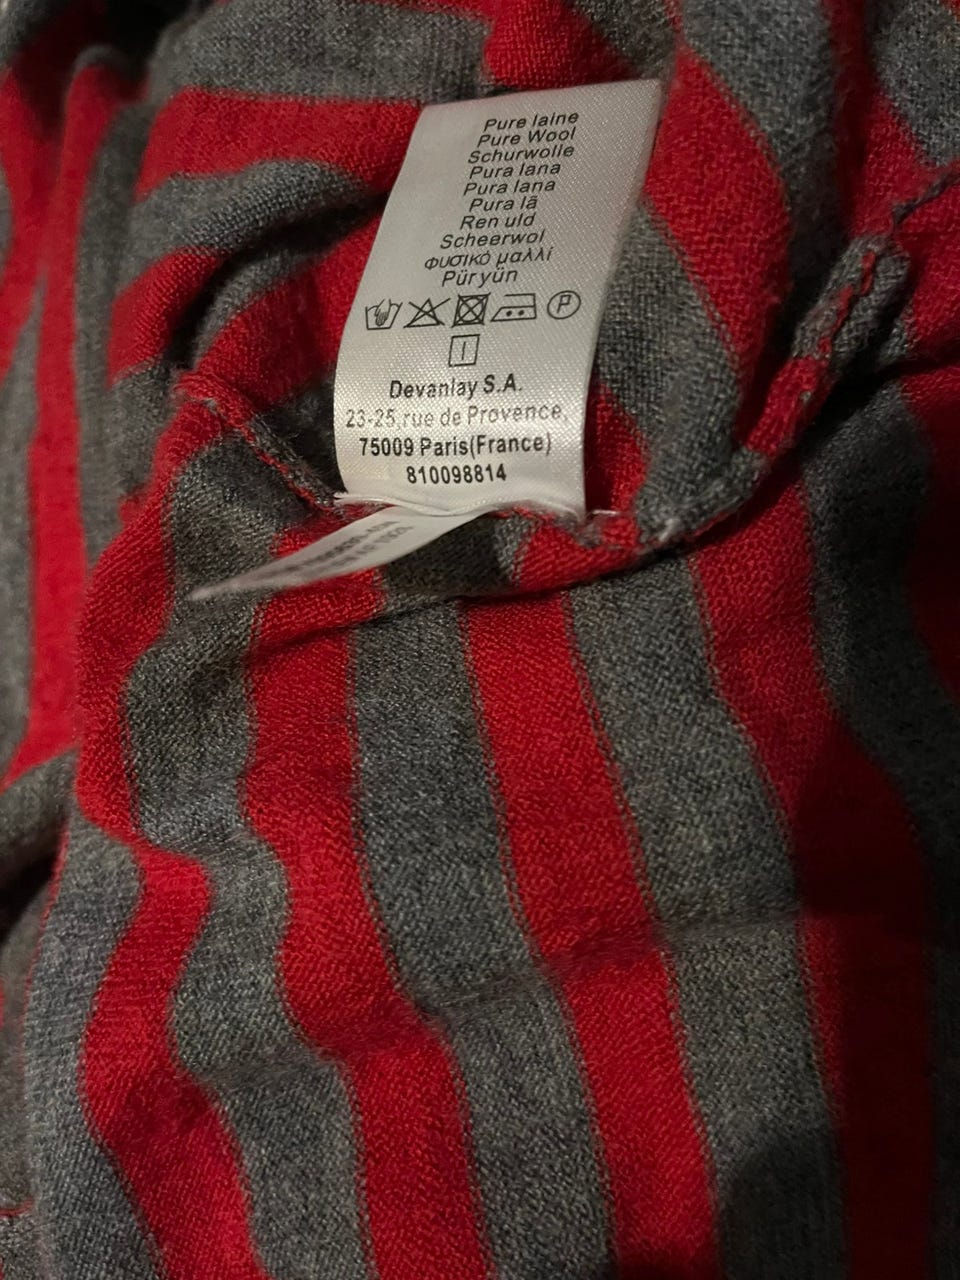 Pure laine
Pure Wool
Schurwolle
Pura lana
Pura lana
Pura lã
Ren uld
Scheerwol
Φυσικό μαλλί
Püryün
P
I
Devanlay S.A.
23-25,rue de Provence,
75009 Paris(France)
810098814